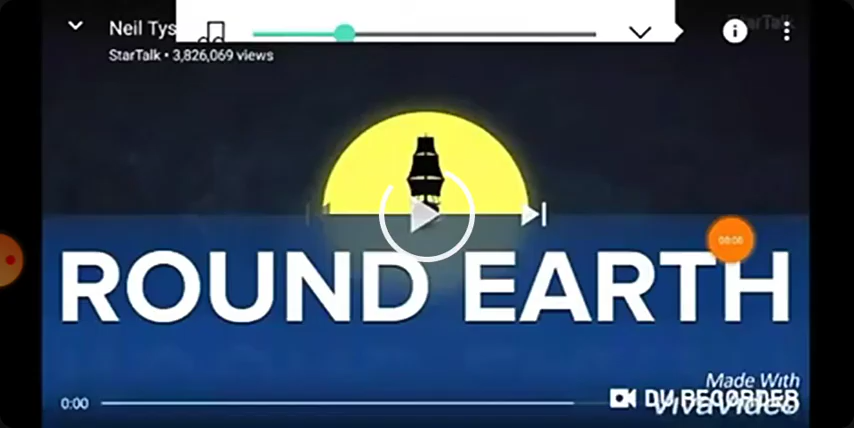 Neil Tys
StarTalk • 3,826,069 views
ROUND EARTH
00:00
0:00
Made With
DU RECORDER
VivaVideo